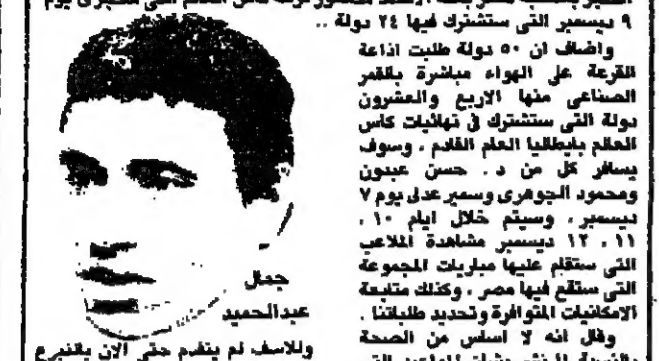 ٩ ديسمبر التى ستشترك فيها ٢٤ دولة ..
واضاف ان ٥٠ دولة طلبت اذاعة
القرعة على الهواء مباشرة بالقمر
الصناعى منها الاربع والعشرون
دولة التى ستشترك فى نهائيات كأس
العالم بايطاليا العام القادم . وسوف
يسافر كل من د . حسن عبدون
ومحمود الجوهرى وسمير عدلى يوم ٧
ديسمبر . وسيتم خلال ايام ١٠ ،
١١ ، ١٢ ديسمبر مشاهدة الملاعب
التى ستقام عليها مباريات المجموعة
التى ستقع فيها مصر . وكذلك متابعة
الامكانيات المتوافرة وتحديد طلباتنا .
وقال انه لا اساس من الصحة
جمال
عبدالحميد
وللاسف لم يتقدم حتى الان